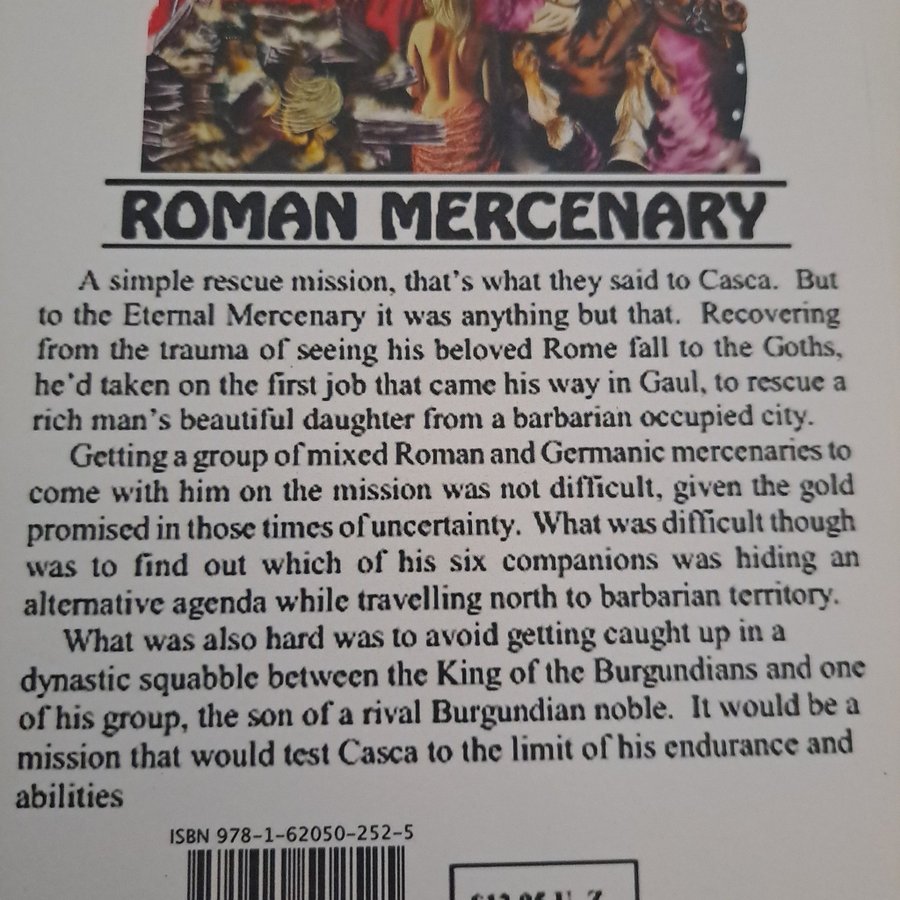 ROMAN MERCENARY
A simple rescue mission, that's what they said to Casca. But
to the Eternal Mercenary it was anything but that. Recovering
from the trauma of seeing his beloved Rome fall to the Goths,
he'd taken on the first job that came his way in Gaul, to rescue a
rich man's beautiful daughter from a barbarian occupied city.
Getting a group of mixed Roman and Germanic mercenaries to
come with him on the mission was not difficult, given the gold
promised in those times of uncertainty. What was difficult though
was to find out which of his six companions was hiding an
alternative agenda while travelling north to barbarian territory.
What was also hard was to avoid getting caught up in a
dynastic squabble between the King of the Burgundians and one
of his group, the son of a rival Burgundian noble. It would be a
mission that would test Casca to the limit of his endurance and
abilities
ISBN 978-1-62050-252-5